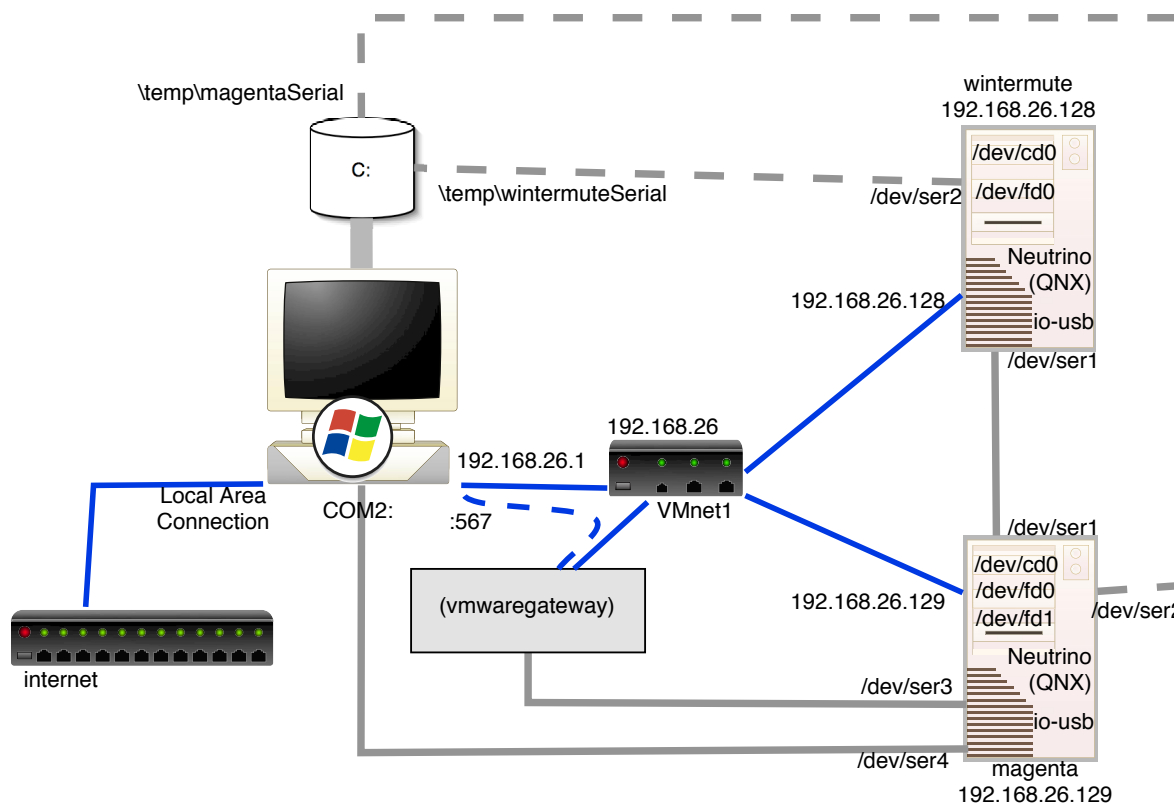 \temp\magentaSerial
wintermute
192.168.26.128
C:
/dev/cd0
\temp\wintermuteSerial
/dev/ser2
/dev/fd0
Neutrino
(QNX)
192.168.26.128
io-usb
/dev/ser1
192.168.26
192.168.26.1
Local Area
Connection
COM2:
:567
VMnet1
/dev/ser1
/dev/cd0
(vmwaregateway)
192.168.26.129
/dev/fd0
/dev/fd1
/dev/ser2
internet
Neutrino
(QNX)
/dev/ser3
io-usb
/dev/ser4
magenta
192.168.26.129